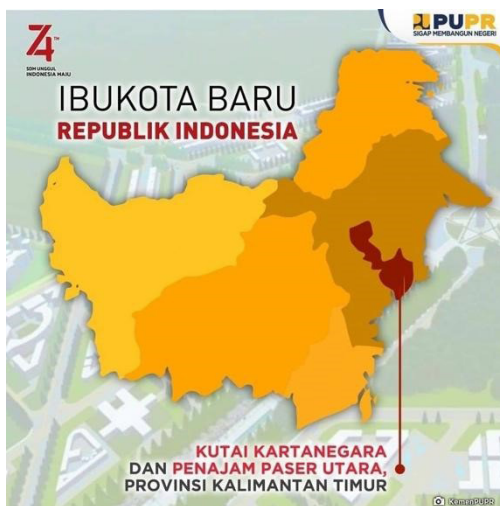 74TH
SDM UNGGUL
INDONESIA MAJU
PUPR
SIGAP MEMBANGUN NEGERI
IBUKOTA BARU
REPUBLIK INDONESIA
KUTAI KARTANEGARA
DAN PENAJAM PASER UTARA,
PROVINSI KALIMANTAN TIMUR
KemenPUPR